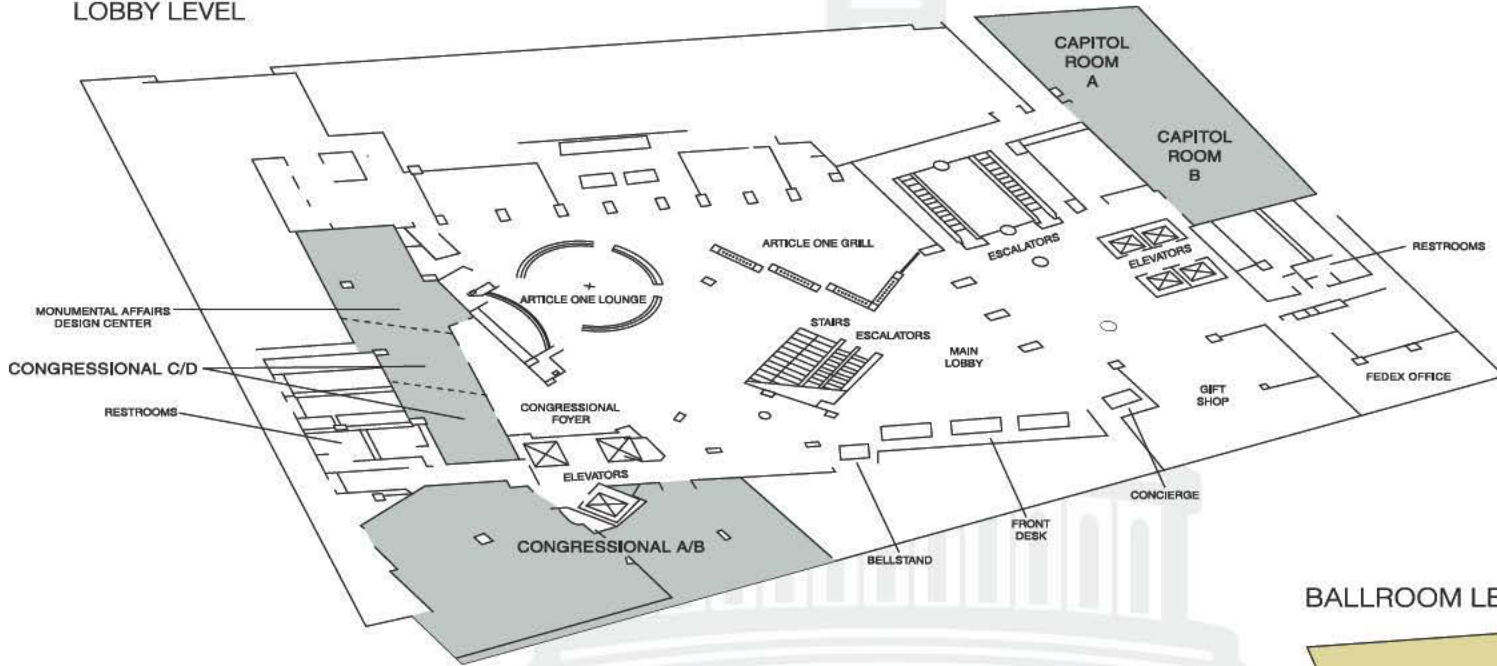 LOBBY LEVEL
CAPITOL
ROOM
A
CAPITOL
ROOM
B
ARTICLE ONE GRILL
ESCALATORS
ELEVATORS
RESTROOMS
ARTICLE ONE LOUNGE
MONUMENTAL AFFAIRS
DESIGN CENTER
STAIRS
ESCALATORS
MAIN
LOBBY
CONGRESSIONAL C/D
FEDEX OFFICE
GIFT
SHOP
RESTROOMS
CONGRESSIONAL
FOYER
ELEVATORS
CONCIERGE
FRONT
DESK
CONGRESSIONAL A/B
BELLSTAND
BALLROOM LE